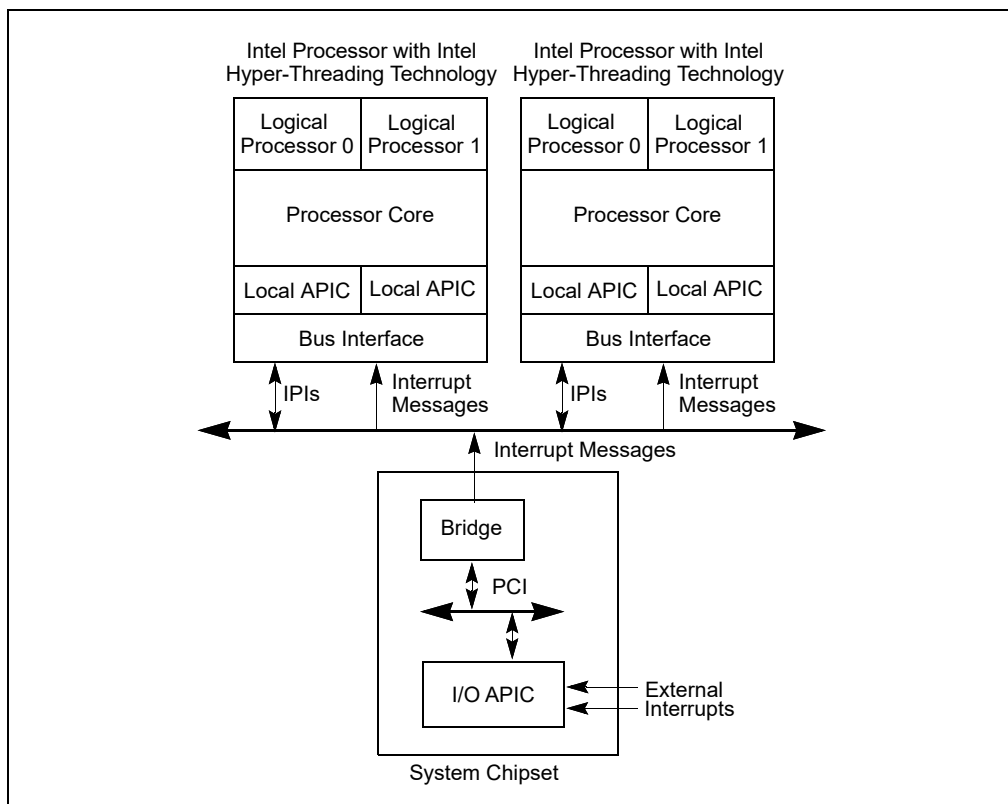 Intel Processor with Intel
Hyper-Threading Technology
Intel Processor with Intel
Hyper-Threading Technology
Logical
Processor 0
Logical
Processor 1
Logical
Processor 0
Logical
Processor 1
Processor Core
Processor Core
Local APIC
Local APIC
Local APIC
Local APIC
Bus Interface
Bus Interface
IPIs
Interrupt
Messages
IPIs
Interrupt
Messages
Interrupt Messages
Bridge
PCI
I/O APIC
External
Interrupts
System Chipset